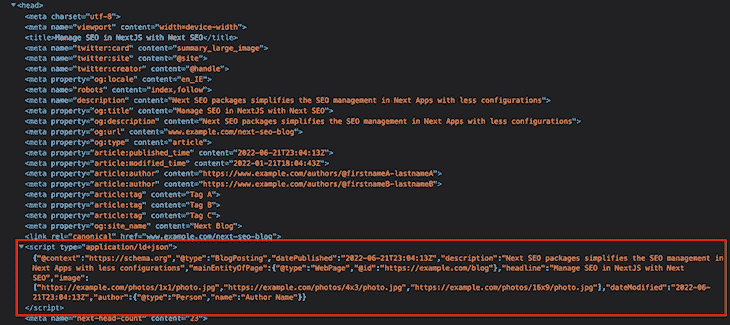 <head>
<meta charset="utf-8">
<meta name="viewport" content="width=device-width">
<title>Manage SEO in NextJS with Next SEO</title>
<meta name="twitter:card" content="summary_large_image">
<meta name="twitter:site" content="@site">
<meta name="twitter:creator" content="@handle">
<meta property="og:locale" content="en_IE">
<meta name="robots" content="index,follow">
<meta name="description" content="Next SEO packages simplifies the SEO management in Next Apps with less configurations">
<meta property="og:title" content="Manage SEO in NextJS with Next SEO">
<meta property="og:description" content="Next SEO packages simplifies the SEO management in Next Apps with less configurations">
<meta property="og:url" content="www.example.com/next-seo-blog">
<meta property="og:type" content="article">
<meta property="article:published_time" content="2022-06-21T23:04:13Z">
<meta property="article:modified_time" content="2022-01-21T18:04:43Z">
<meta property="article:author" content="https://www.example.com/authors/@firstnameA-lastnameA">
<meta property="article:author" content="https://www.example.com/authors/@firstnameB-lastnameB">
<meta property="article:tag" content="Tag A">
<meta property="article:tag" content="Tag B">
<meta property="article:tag" content="Tag C">
<meta property="og:site_name" content="Next Blog">
<link rel="canonical" href="www.example.com/next-seo-blog">
<script type="application/ld+json">
{"@context":"https://schema.org","@type":"BlogPosting","datePublished":"2022-06-21T23:04:13Z","description":"Next SEO packages simplifies the SEO management in
Next Apps with less configurations","mainEntityOfPage":{"@type":"WebPage","@id":"https://example.com/blog"},"headline":"Manage SEO in NextJS with Next
SEO","image":
["https://example.com/photos/1x1/photo.jpg","https://example.com/photos/4x3/photo.jpg","https://example.com/photos/16x9/photo.jpg"],"dateModified":"2022-06-
21T23:04:13Z","author":{"@type":"Person","name":"Author Name"}}
</script>
<meta name="next-head-count" content="23">